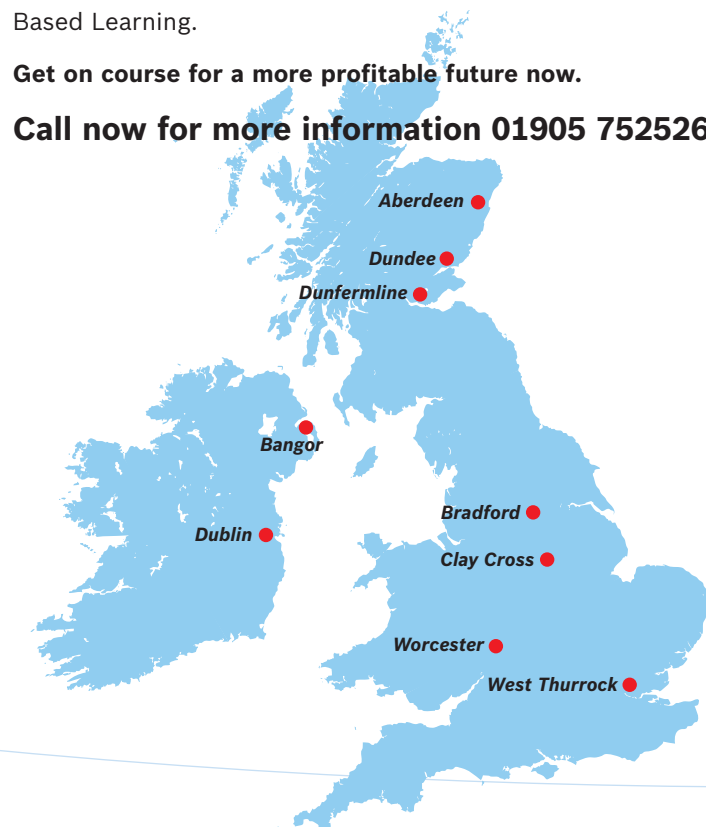 Based Learning.
Get on course for a more profitable future now.
Call now for more information 01905 752526
Aberdeen
Dundee
Dunfermline
Bangor
Bradford
Dublin
Clay Cross
Worcester
West Thurrock